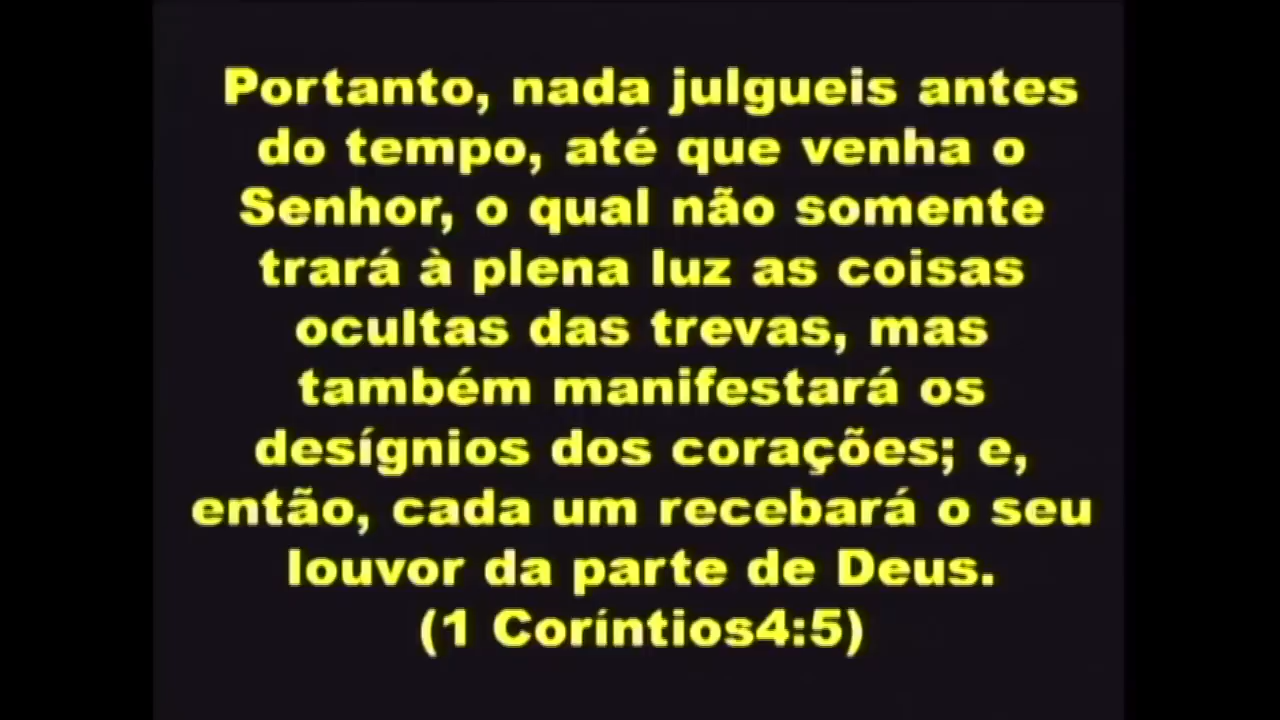 Portanto, nada julgueis antes
do tempo, até que venha o
Senhor, o qual não somente
trará à plena luz as coisas
ocultas das trevas, mas
também manifestará os
desígnios dos corações; e,
então, cada um recebará o seu
louvor da parte de Deus.
(1 Coríntios4:5)